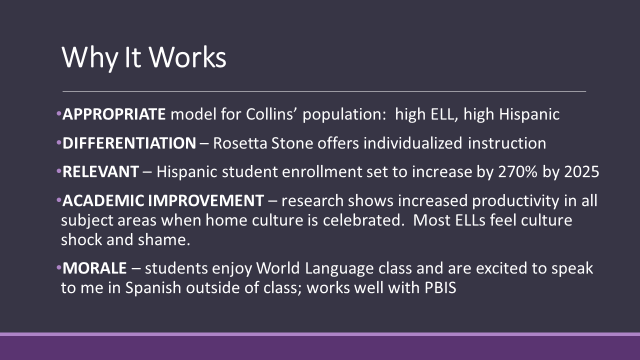 Why It Works
•APPROPRIATE model for Collins’ population:  high ELL, high Hispanic
•DIFFERENTIATION – Rosetta Stone offers individualized instruction
•RELEVANT – Hispanic student enrollment set to increase by 270% by 2025
•ACADEMIC IMPROVEMENT – research shows increased productivity in all
subject areas when home culture is celebrated.  Most ELLs feel culture
shock and shame.
•MORALE – students enjoy World Language class and are excited to speak
to me in Spanish outside of class; works well with PBIS